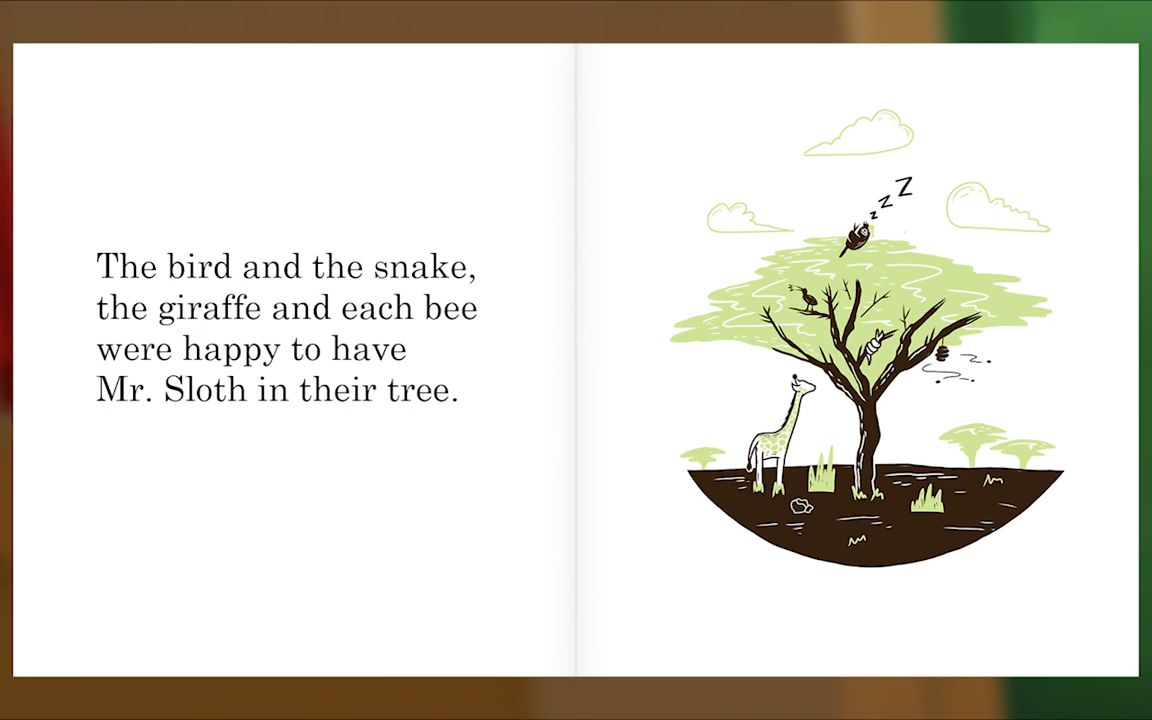 The bird and the snake,
the giraffe and each bee
were happy to have
Mr. Sloth in their tree.
z z Z Z